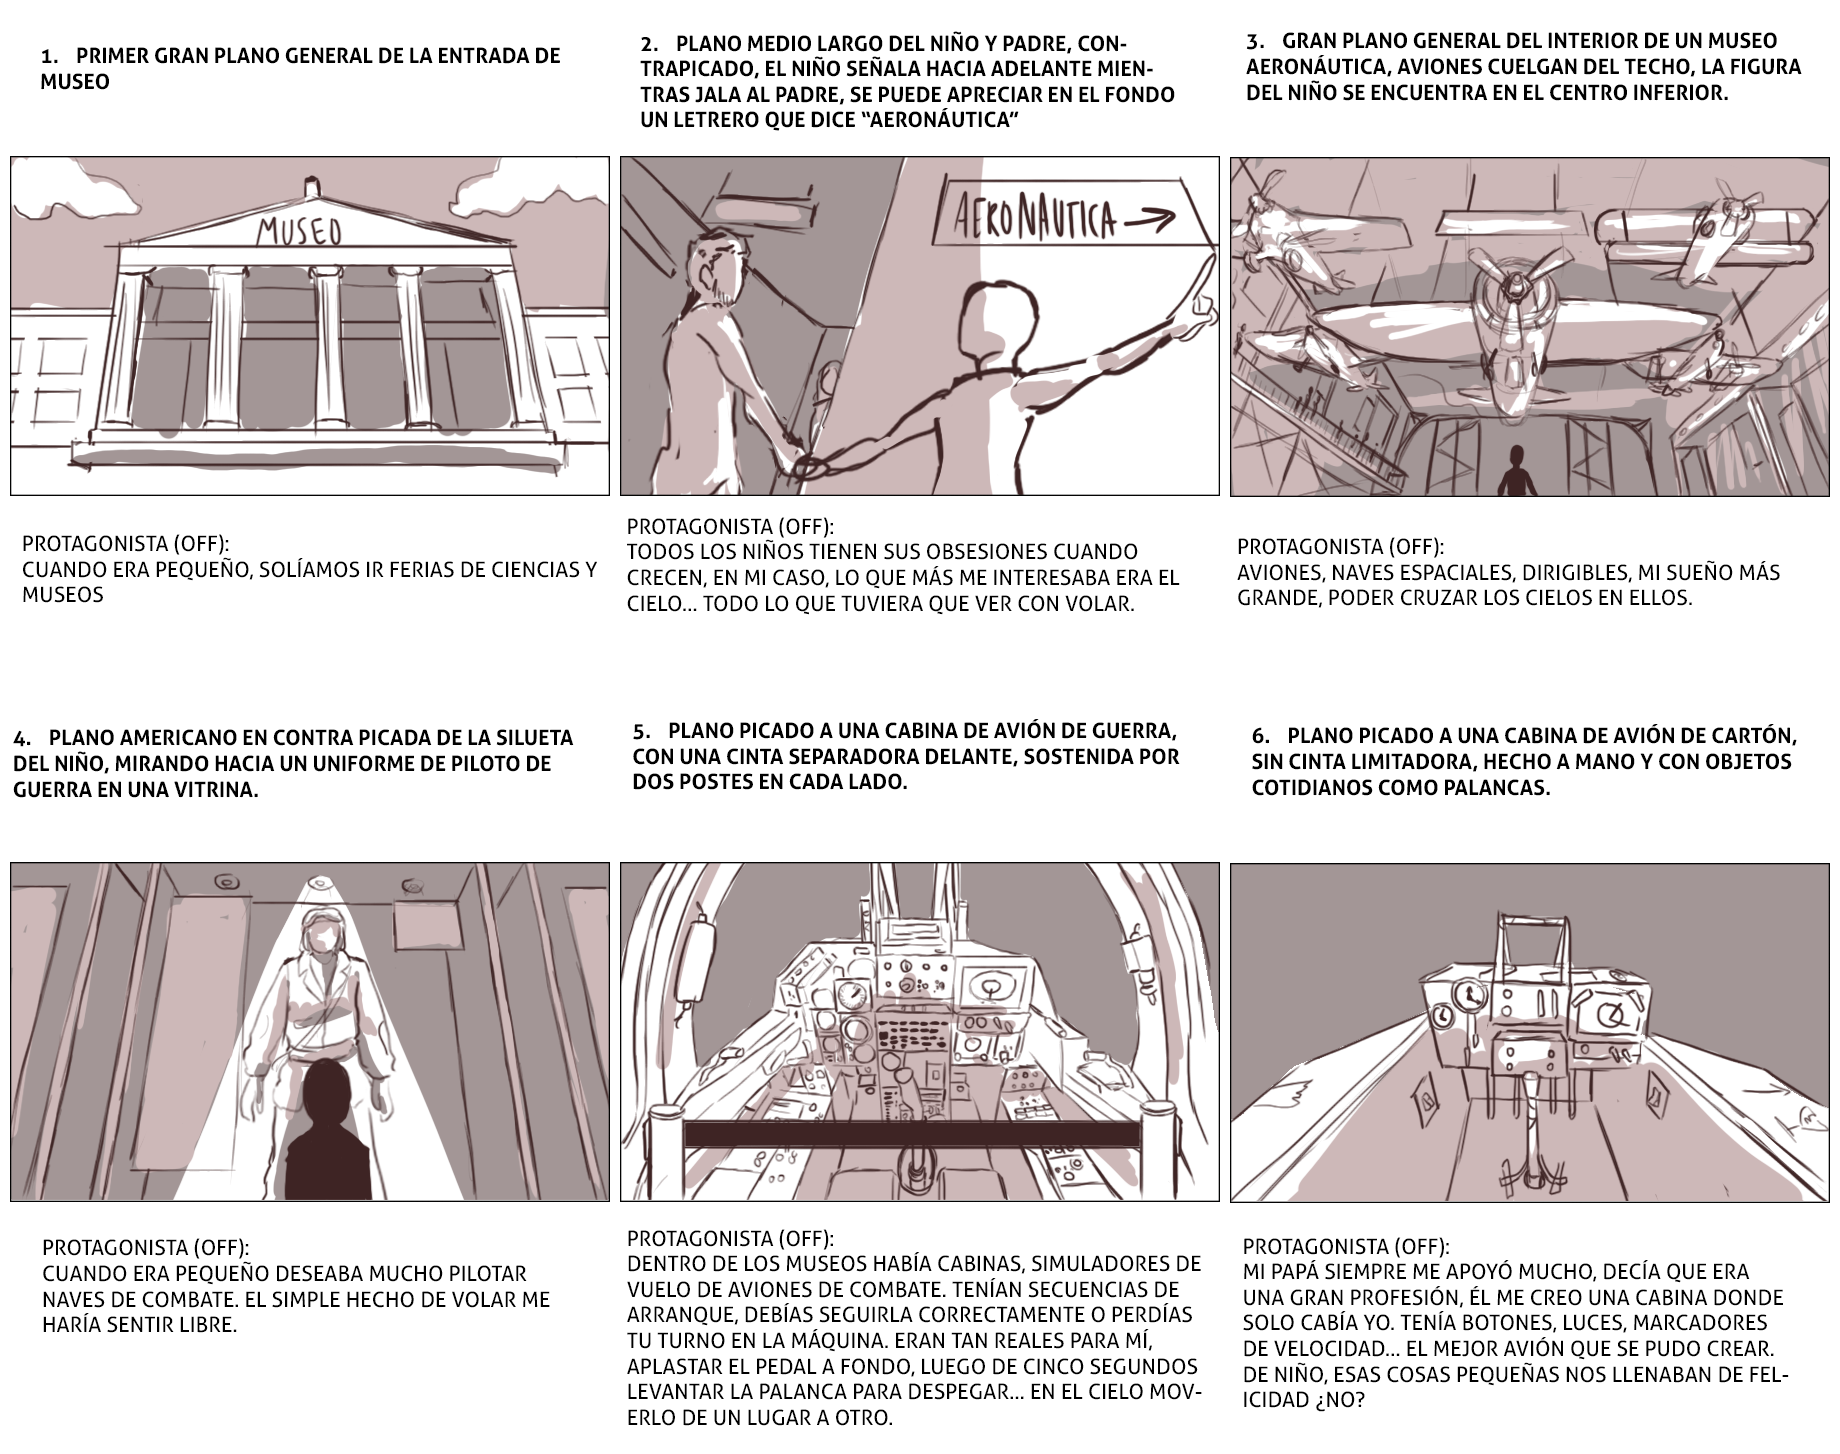 1. PRIMER GRAN PLANO GENERAL DE LA ENTRADA DE
MUSEO
2. PLANO MEDIO LARGO DEL NIÑO Y PADRE, CON-
TRAPICADO, EL NIÑO SEÑALA HACIA ADELANTE MIEN-
TRAS JALA AL PADRE, SE PUEDE APRECIAR EN EL FONDO
UN LETRERO QUE DICE “AERONÁUTICA”
3. GRAN PLANO GENERAL DEL INTERIOR DE UN MUSEO
AERONÁUTICA, AVIONES CUELGAN DEL TECHO, LA FIGURA
DEL NIÑO SE ENCUENTRA EN EL CENTRO INFERIOR.
MUSEO
AERONAUTICA →
PROTAGONISTA (OFF):
CUANDO ERA PEQUEÑO, SOLÍAMOS IR FERIAS DE CIENCIAS Y
MUSEOS
PROTAGONISTA (OFF):
TODOS LOS NIÑOS TIENEN SUS OBSESIONES CUANDO
CRECEN, EN MI CASO, LO QUE MÁS ME INTERESABA ERA EL
CIELO... TODO LO QUE TUVIERA QUE VER CON VOLAR.
PROTAGONISTA (OFF):
AVIONES, NAVES ESPACIALES, DIRIGIBLES, MI SUEÑO MÁS
GRANDE, PODER CRUZAR LOS CIELOS EN ELLOS.
4. PLANO AMERICANO EN CONTRA PICADA DE LA SILUETA
DEL NIÑO, MIRANDO HACIA UN UNIFORME DE PILOTO DE
GUERRA EN UNA VITRINA.
5. PLANO PICADO A UNA CABINA DE AVIÓN DE GUERRA,
CON UNA CINTA SEPARADORA DELANTE, SOSTENIDA POR
DOS POSTES EN CADA LADO.
6. PLANO PICADO A UNA CABINA DE AVIÓN DE CARTÓN,
SIN CINTA LIMITADORA, HECHO A MANO Y CON OBJETOS
COTIDIANOS COMO PALANCAS.
PROTAGONISTA (OFF):
CUANDO ERA PEQUEÑO DESEABA MUCHO PILOTAR
NAVES DE COMBATE. EL SIMPLE HECHO DE VOLAR ME
HARÍA SENTIR LIBRE.
PROTAGONISTA (OFF):
DENTRO DE LOS MUSEOS HABÍA CABINAS, SIMULADORES DE
VUELO DE AVIONES DE COMBATE. TENÍAN SECUENCIAS DE
ARRANQUE, DEBÍAS SEGUIRLA CORRECTAMENTE O PERDÍAS
TU TURNO EN LA MÁQUINA. ERAN TAN REALES PARA MÍ,
APLASTAR EL PEDAL A FONDO, LUEGO DE CINCO SEGUNDOS
LEVANTAR LA PALANCA PARA DESPEGAR... EN EL CIELO MOV-
ERLO DE UN LUGAR A OTRO.
PROTAGONISTA (OFF):
MI PAPÁ SIEMPRE ME APOYÓ MUCHO, DECÍA QUE ERA
UNA GRAN PROFESIÓN, ÉL ME CREO UNA CABINA DONDE
SOLO CABÍA YO. TENÍA BOTONES, LUCES, MARCADORES
DE VELOCIDAD... EL MEJOR AVIÓN QUE SE PUDO CREAR.
DE NIÑO, ESAS COSAS PEQUEÑAS NOS LLENABAN DE FEL-
ICIDAD ¿NO?